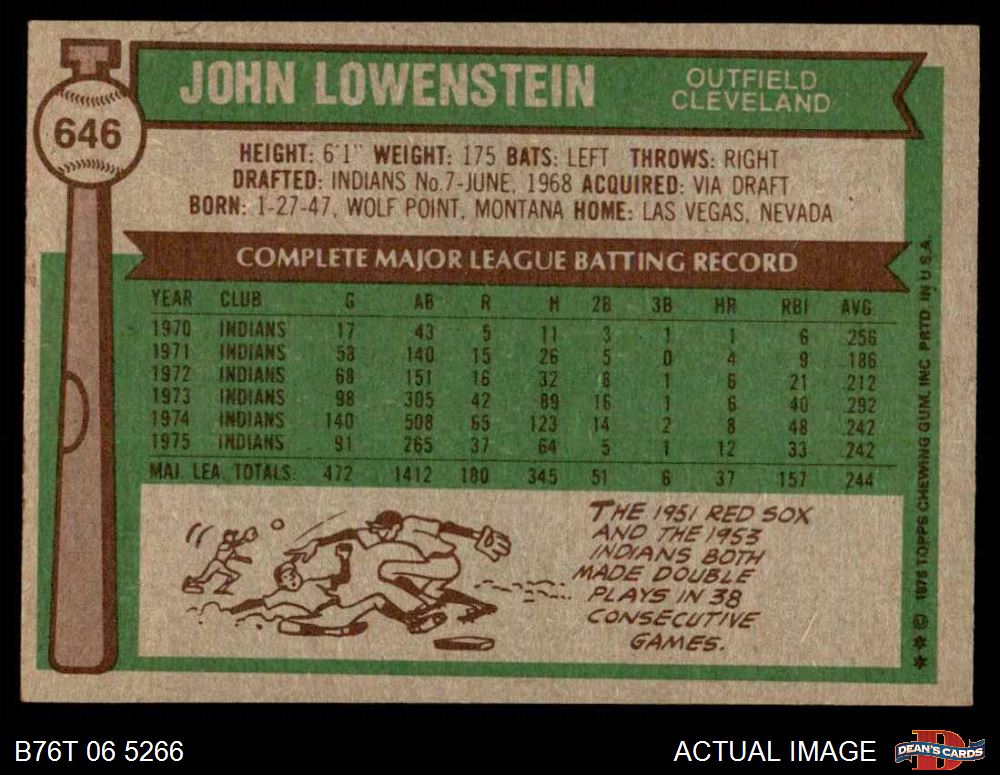 646
JOHN LOWENSTEIN
OUTFIELD
CLEVELAND
HEIGHT: 6'1" WEIGHT: 175 BATS: LEFT THROWS: RIGHT
DRAFTED: INDIANS No.7-JUNE, 1968 ACQUIRED: VIA DRAFT
BORN: 1-27-47, WOLF POINT, MONTANA HOME: LAS VEGAS, NEVADA
COMPLETE MAJOR LEAGUE BATTING RECORD
YEAR CLUB G AB R H 2B 3B HR RBI AVG.
1970 INDIANS 17 43 5 11 3 1 1 6 .256
1971 INDIANS 58 140 15 26 5 0 4 9 .186
1972 INDIANS 68 151 16 32 8 1 6 21 .212
1973 INDIANS 98 305 42 89 16 1 6 40 .292
1974 INDIANS 140 508 65 123 14 2 8 48 .242
1975 INDIANS 91 265 37 64 5 1 12 33 .242
MAJ. LEA. TOTALS: 472 1412 180 345 51 6 37 157 .244
THE 1951 RED SOX
AND THE 1953
INDIANS BOTH
MADE DOUBLE
PLAYS IN 38
CONSECUTIVE
GAMES.
** © 1976 TOPPS CHEWING GUM, INC. PRTD. IN U.S.A.
B76T 06 5266
ACTUAL IMAGE
D
DEAN'S CARDS